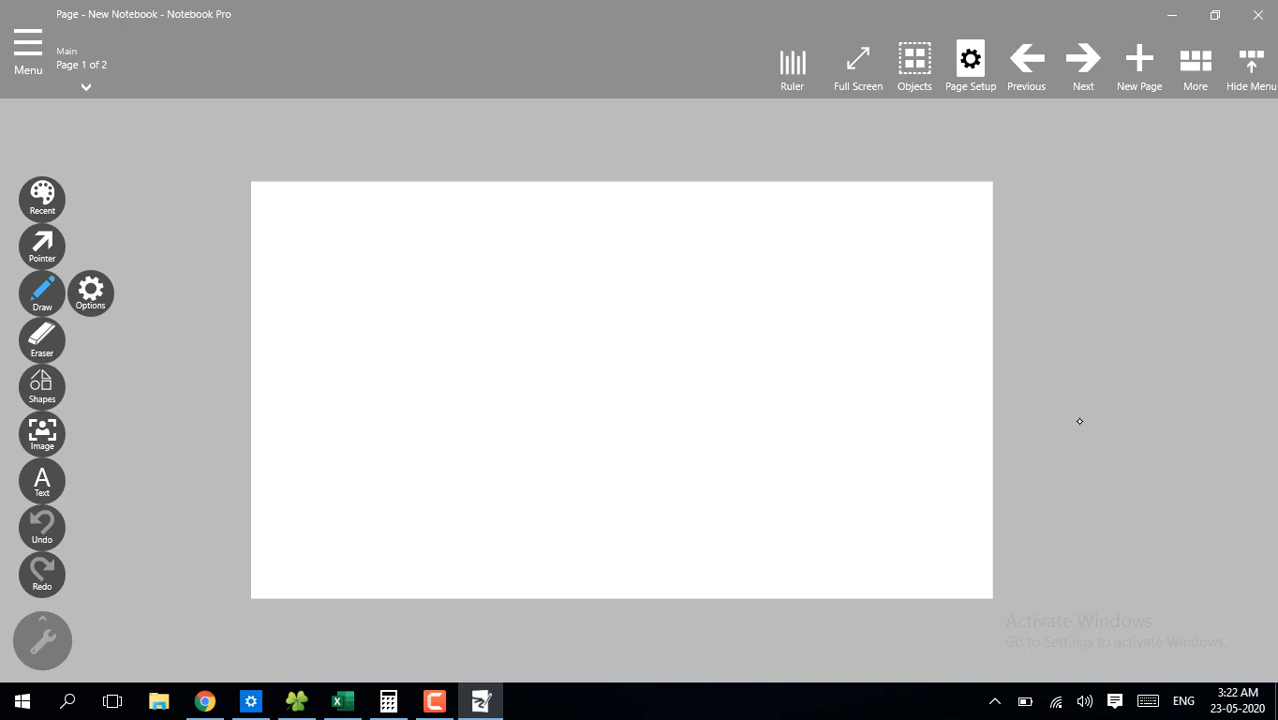 Page - New Notebook - Notebook Pro
Menu
Main
Page 1 of 2
Ruler
Full Screen
Objects
Page Setup
Previous
Next
New Page
More
Hide Menu
Recent
Pointer
Draw
Options
Eraser
Shapes
Image
A
Text
Undo
Redo
Activate Windows
Go to Settings to activate Windows.
ENG
3:22 AM
23-05-2020